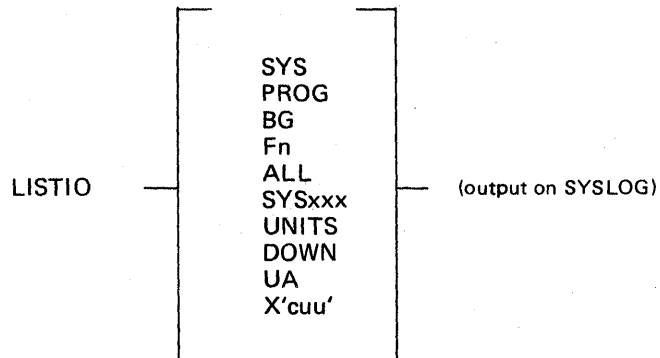 SYS
PROG
BG
Fn
ALL
LISTIO
SYSxxx
(output on SYSLOG)
UNITS
DOWN
UA
X'cuu'